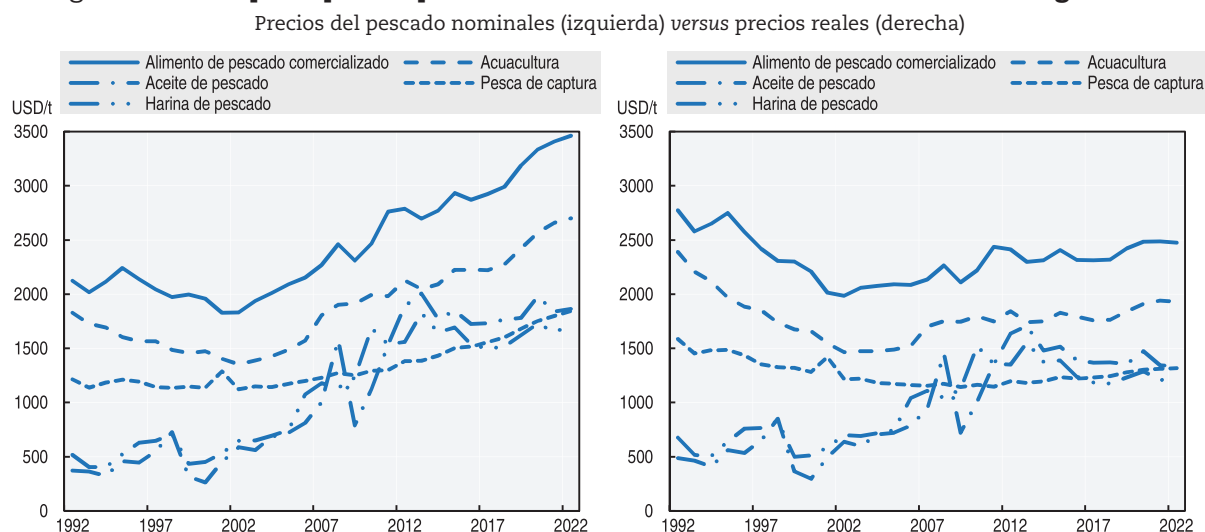 Precios del pescado nominales (izquierda) versus precios reales (derecha)
Alimento de pescado comercializado Acuacultura
Aceite de pescado Pesca de captura
Harina de pescado
USD/t
3500
3000
2500
2000
1500
1000
500
0
1992 1997 2002 2007 2012 2017 2022
Alimento de pescado comercializado Acuacultura
Aceite de pescado Pesca de captura
Harina de pescado
USD/t
3500
3000
2500
2000
1500
1000
500
0
1992 1997 2002 2007 2012 2017 2022